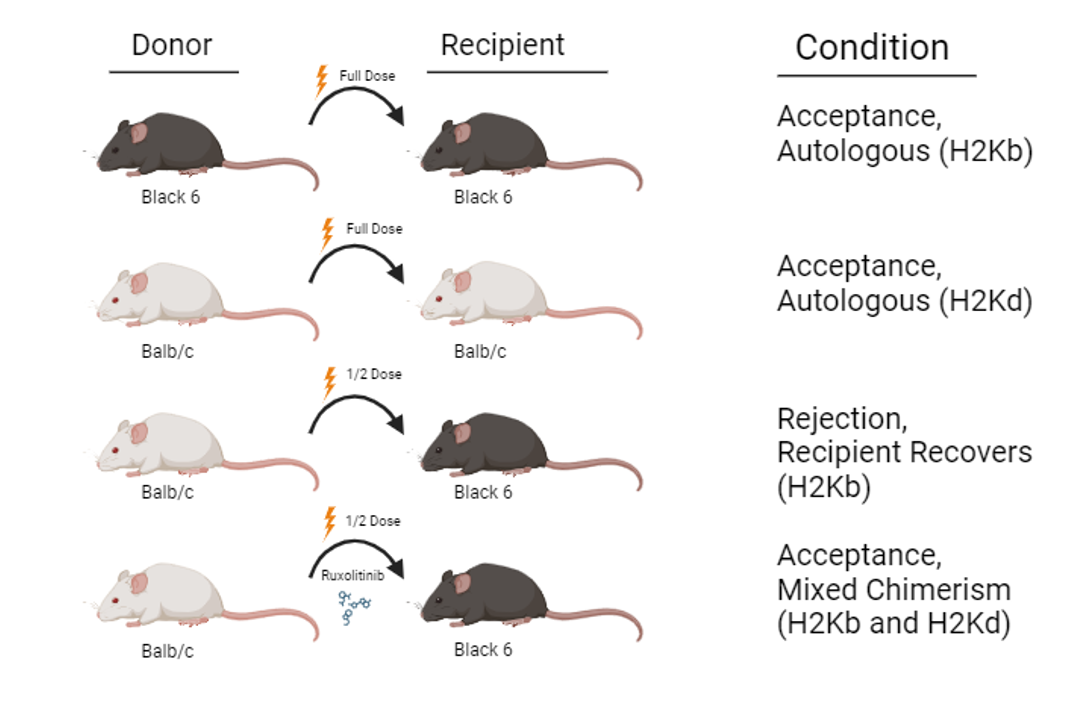 Donor
Recipient
Condition
Full Dose
Acceptance,
Autologous (H2Kb)
Black 6
Black 6
Full Dose
Acceptance,
Autologous (H2Kd)
Balb/c
Balb/c
1/2 Dose
Rejection,
Recipient Recovers
(H2Kb)
Balb/c
Black 6
1/2 Dose
Ruxolitinib
Acceptance,
Mixed Chimerism
(H2Kb and H2Kd)
Balb/c
Black 6